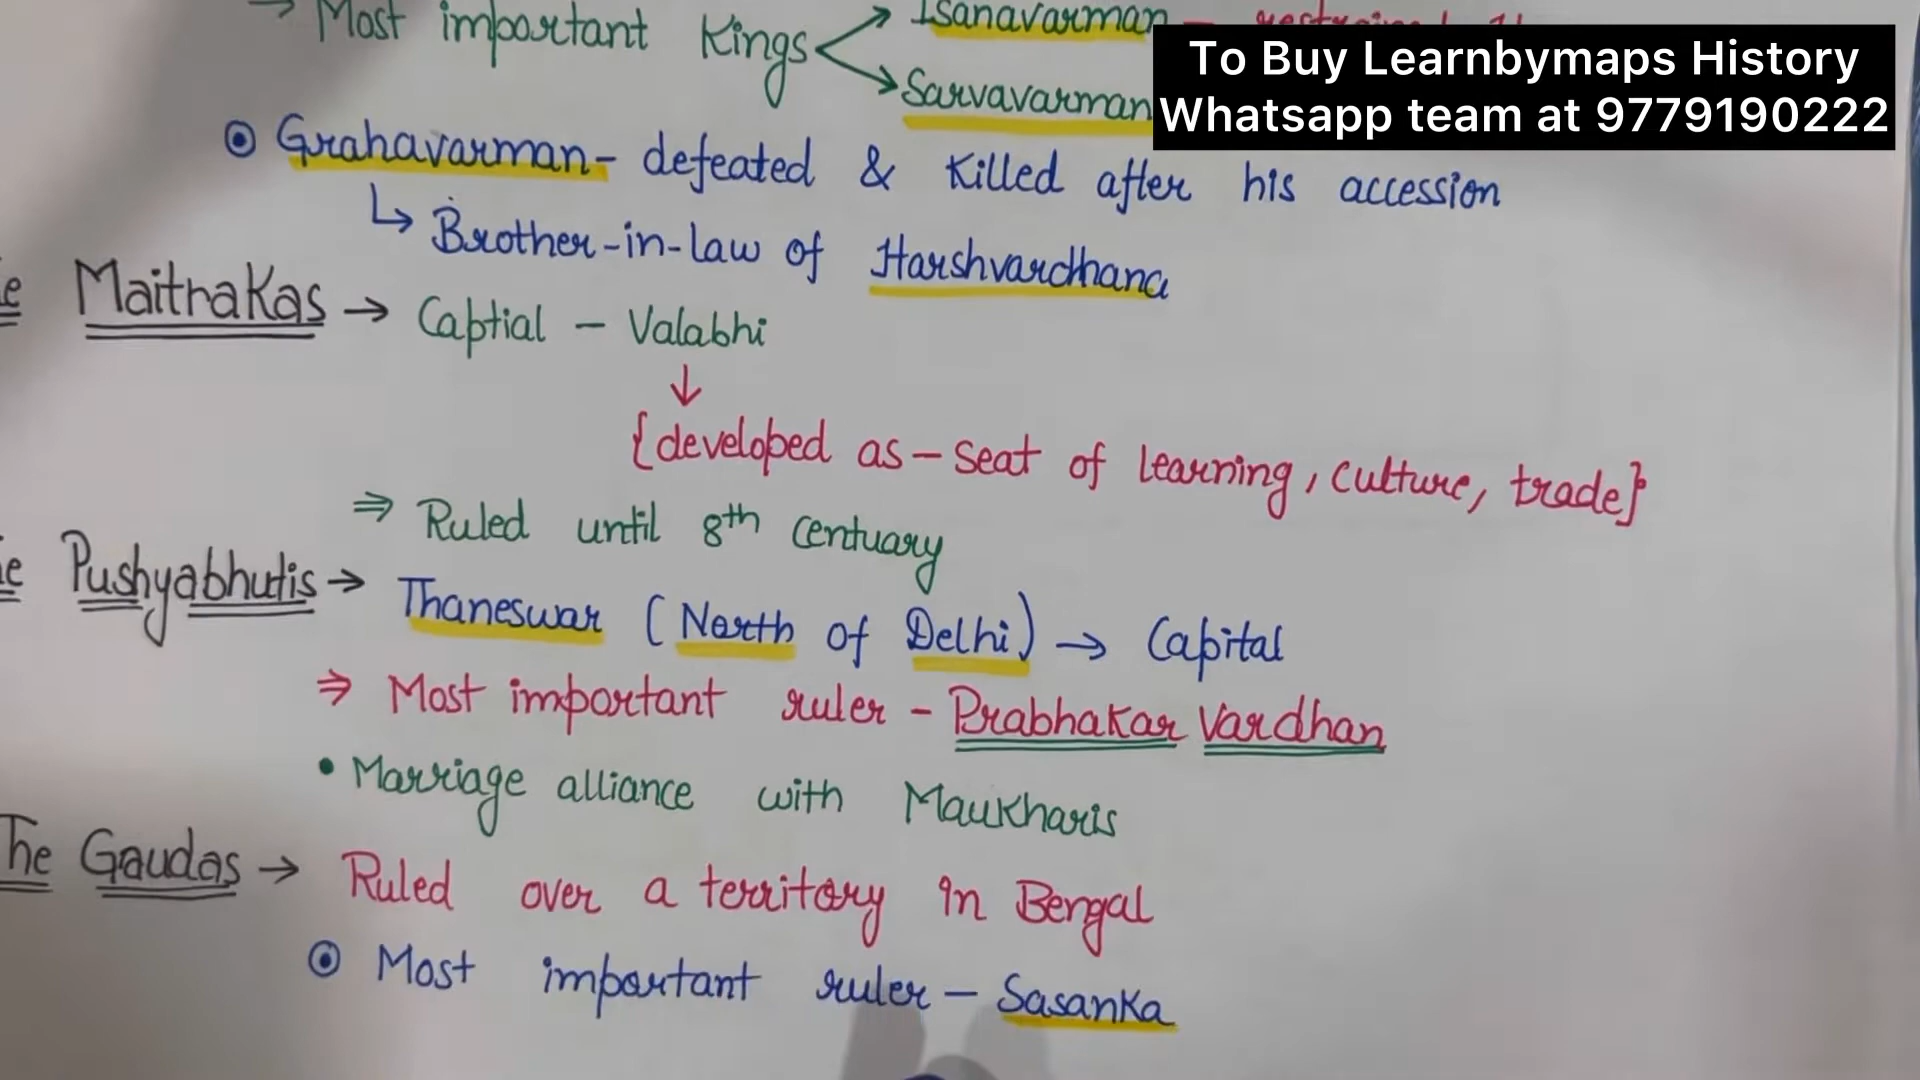 → Most important Kings
Isanavarman -
Sarvavarman
To Buy Learnbymaps History
Whatsapp team at 9779190222
Grahavarman - defeated & Killed after his accession
↳ Brother-in-law of Harshvardhana
Maitrakas → Captial - Valabhi
↓
{developed as - seat of learning, culture, trade}
⇒ Ruled until 8th centuary
Pushyabhutis → Thaneswar (North of Delhi) → Capital
⇒ Most important ruler - Prabhakar Vardhan
• Marriage alliance with Maukharis
The Gaudas → Ruled over a territory in Bengal
Most important ruler - Sasanka